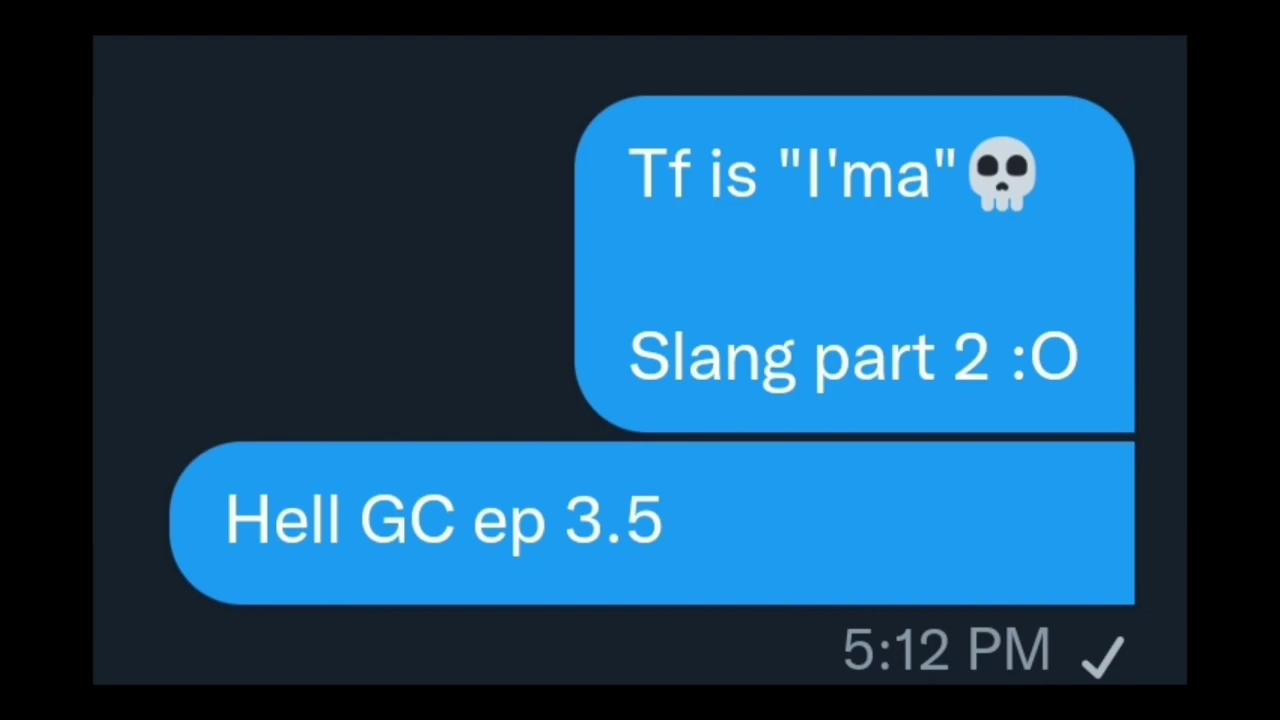 Tf is "I'ma"💀
Slang part 2 :O
Hell GC ep 3.5
5:12 PM ✓